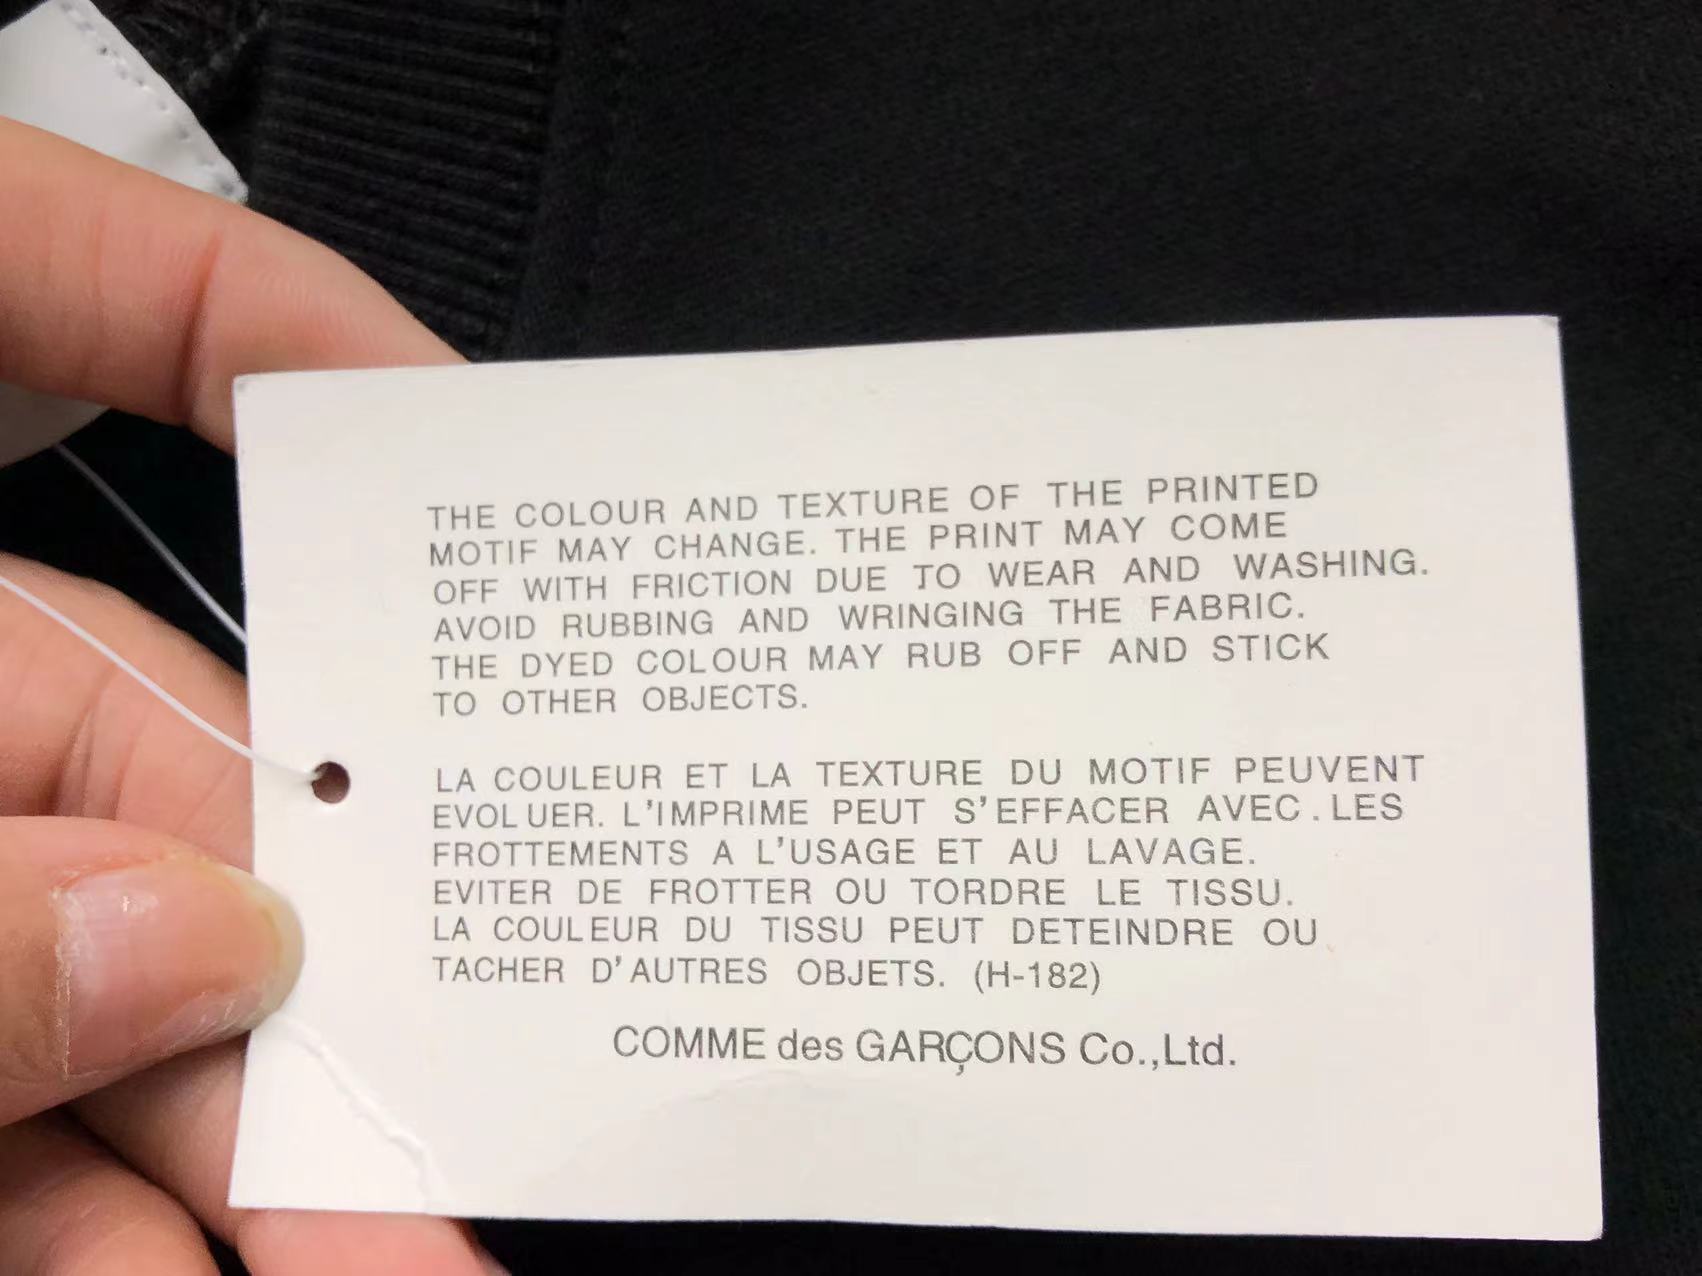 THE COLOUR AND TEXTURE OF THE PRINTED
MOTIF MAY CHANGE. THE PRINT MAY COME
OFF WITH FRICTION DUE TO WEAR AND WASHING.
AVOID RUBBING AND WRINGING THE FABRIC.
THE DYED COLOUR MAY RUB OFF AND STICK
TO OTHER OBJECTS.
LA COULEUR ET LA TEXTURE DU MOTIF PEUVENT
EVOLUER. L'IMPRIME PEUT S'EFFACER AVEC . LES
FROTTEMENTS A L'USAGE ET AU LAVAGE.
EVITER DE FROTTER OU TORDRE LE TISSU.
LA COULEUR DU TISSU PEUT DETEINDRE OU
TACHER D'AUTRES OBJETS. (H-182)
COMME des GARÇONS Co.,Ltd.